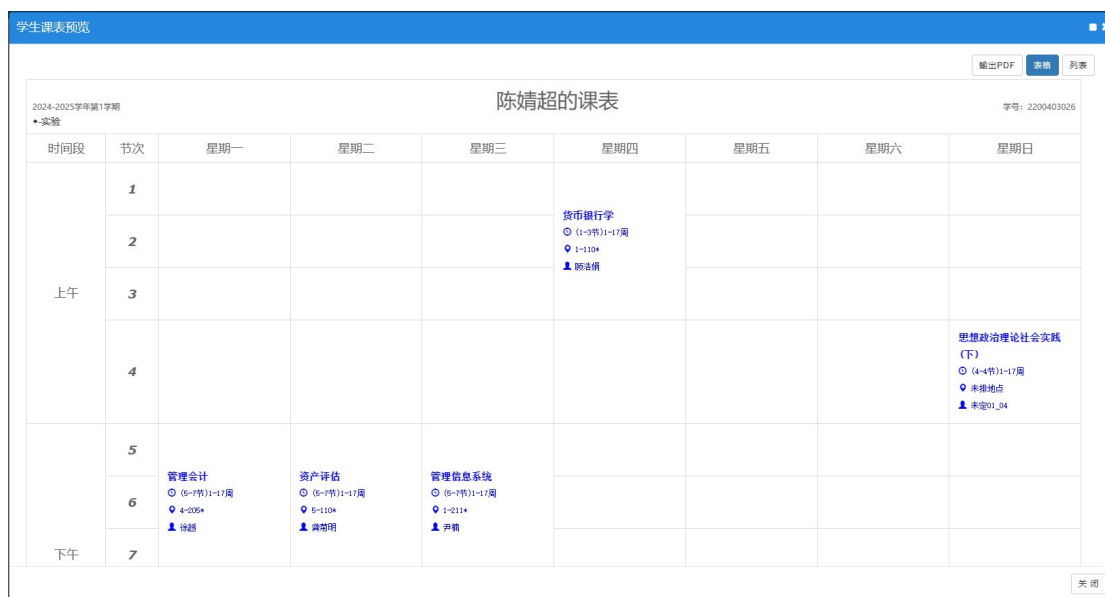 学生课表预览
输出PDF 表格 列表
2024-2025学年第1学期
陈婧超的课表
学号：2200403026
◆-实验
时间段 节次 星期一 星期二 星期三 星期四 星期五 星期六 星期日
上午
1
2
3
4
货币银行学
(1-3节)1-17周
1-110*
顾浩娟
思想政治理论社会实践
（下）
(4-4节)1-17周
未排地点
未定01_04
下午
5
6
7
管理会计
(5-7节)1-17周
4-205*
徐越
资产评估
(5-7节)1-17周
5-110*
龚菊明
管理信息系统
(5-7节)1-17周
1-211*
尹楠
关 闭